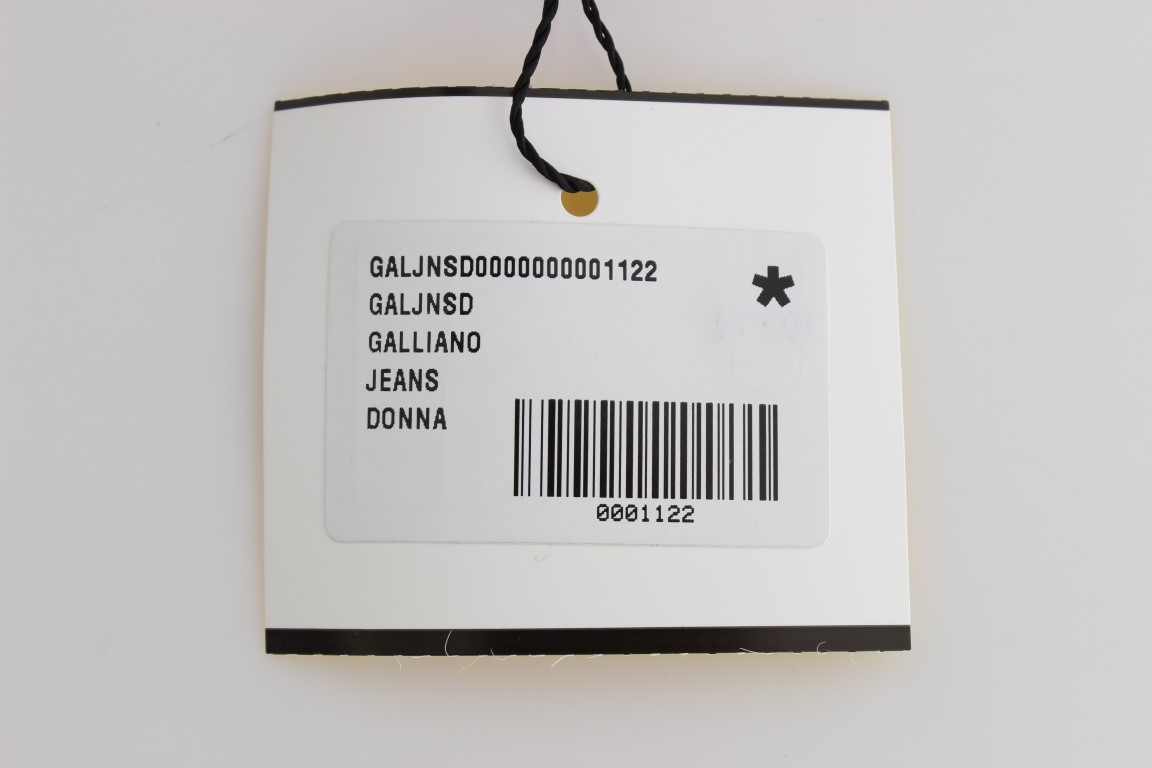 GALJNSD0000000001122
GALJNSD
GALLIANO
JEANS
DONNA
*
0001122